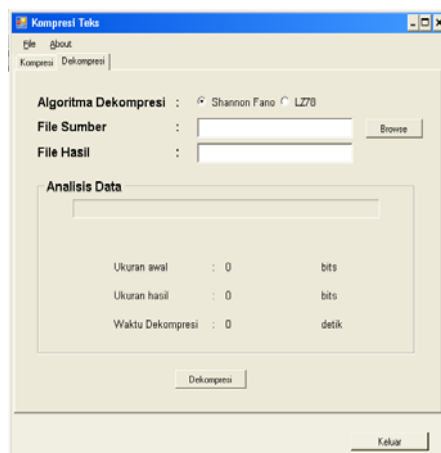 Kompresi Teks
File About
Kompresi Dekompresi
Algoritma Dekompresi : Shannon Fano LZ78
File Sumber : Browse
File Hasil :
Analisis Data
Ukuran awal : 0 bits
Ukuran hasil : 0 bits
Waktu Dekompresi : 0 detik
Dekompresi
Keluar